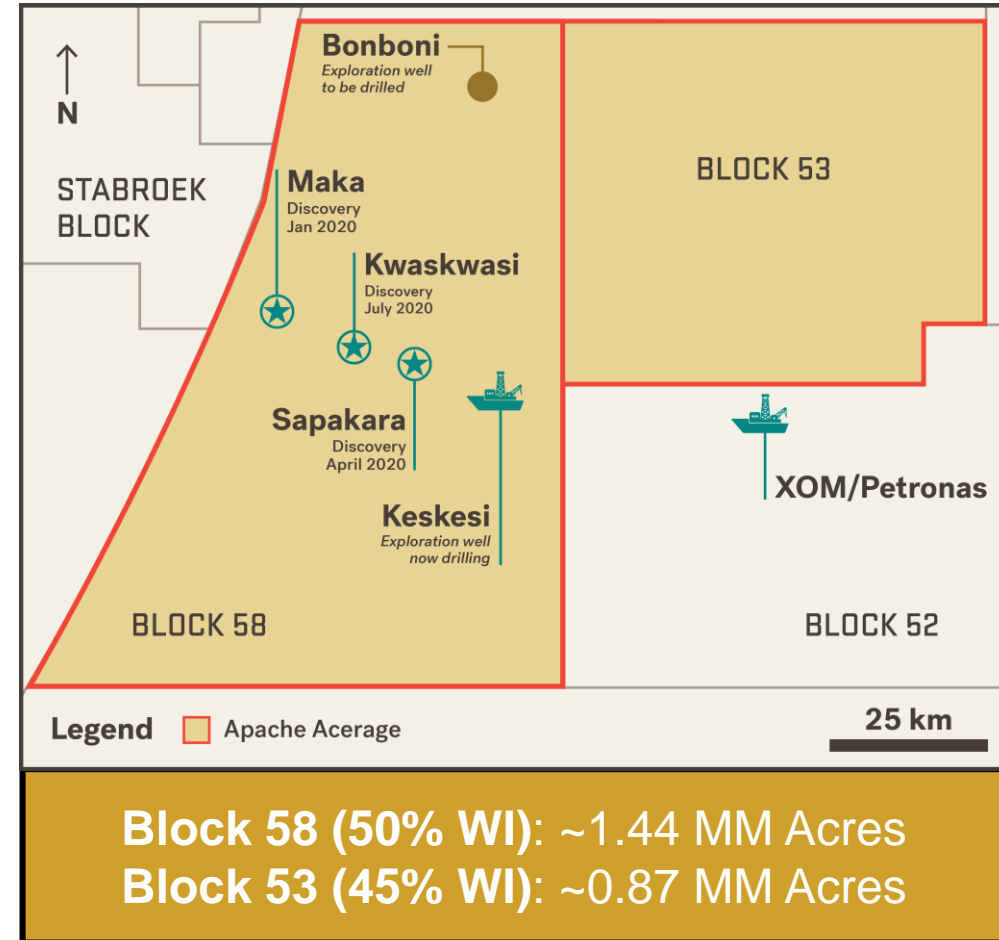 Bonboni
Exploration well
to be drilled
N
STABROEK
BLOCK
BLOCK 53
Maka
Discovery
Jan 2020
Kwaskwasi
Discovery
July 2020
Sapakara
Discovery
April 2020
XOM/Petronas
Keskesi
Exploration well
now drilling
BLOCK 58
BLOCK 52
Legend
Apache Acerage
25 km
Block 58 (50% WI): ~1.44 MM Acres
Block 53 (45% WI): ~0.87 MM Acres